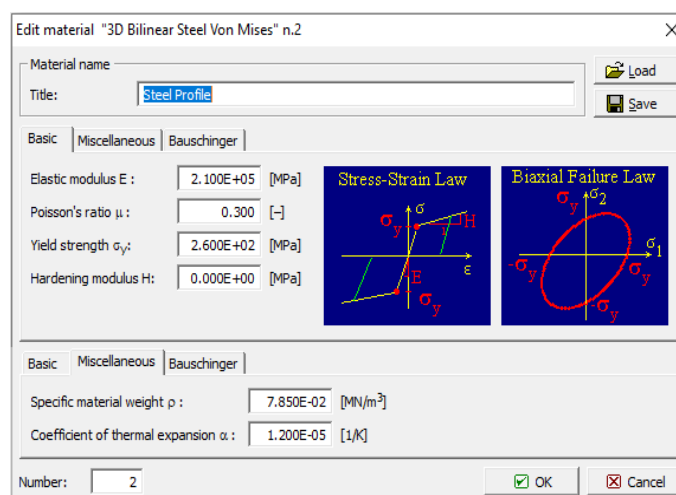 Edit material "3D Bilinear Steel Von Mises" n.2
Material name
Title: Steel Profile
Load
Save
Basic Miscellaneous Bauschinger
Elastic modulus E : 2.100E+05 [MPa]
Poisson's ratio μ : 0.300 [–]
Yield strength σy: 2.600E+02 [MPa]
Hardening modulus H: 0.000E+00 [MPa]
Stress-Strain Law
σ
σy
H
1
ε
E
σy
Biaxial Failure Law
σ2
σy
σ1
-σy
σy
-σy
Basic Miscellaneous Bauschinger
Specific material weight ρ : 7.850E-02 [MN/m³]
Coefficient of thermal expansion α : 1.200E-05 [1/K]
Number: 2
OK Cancel